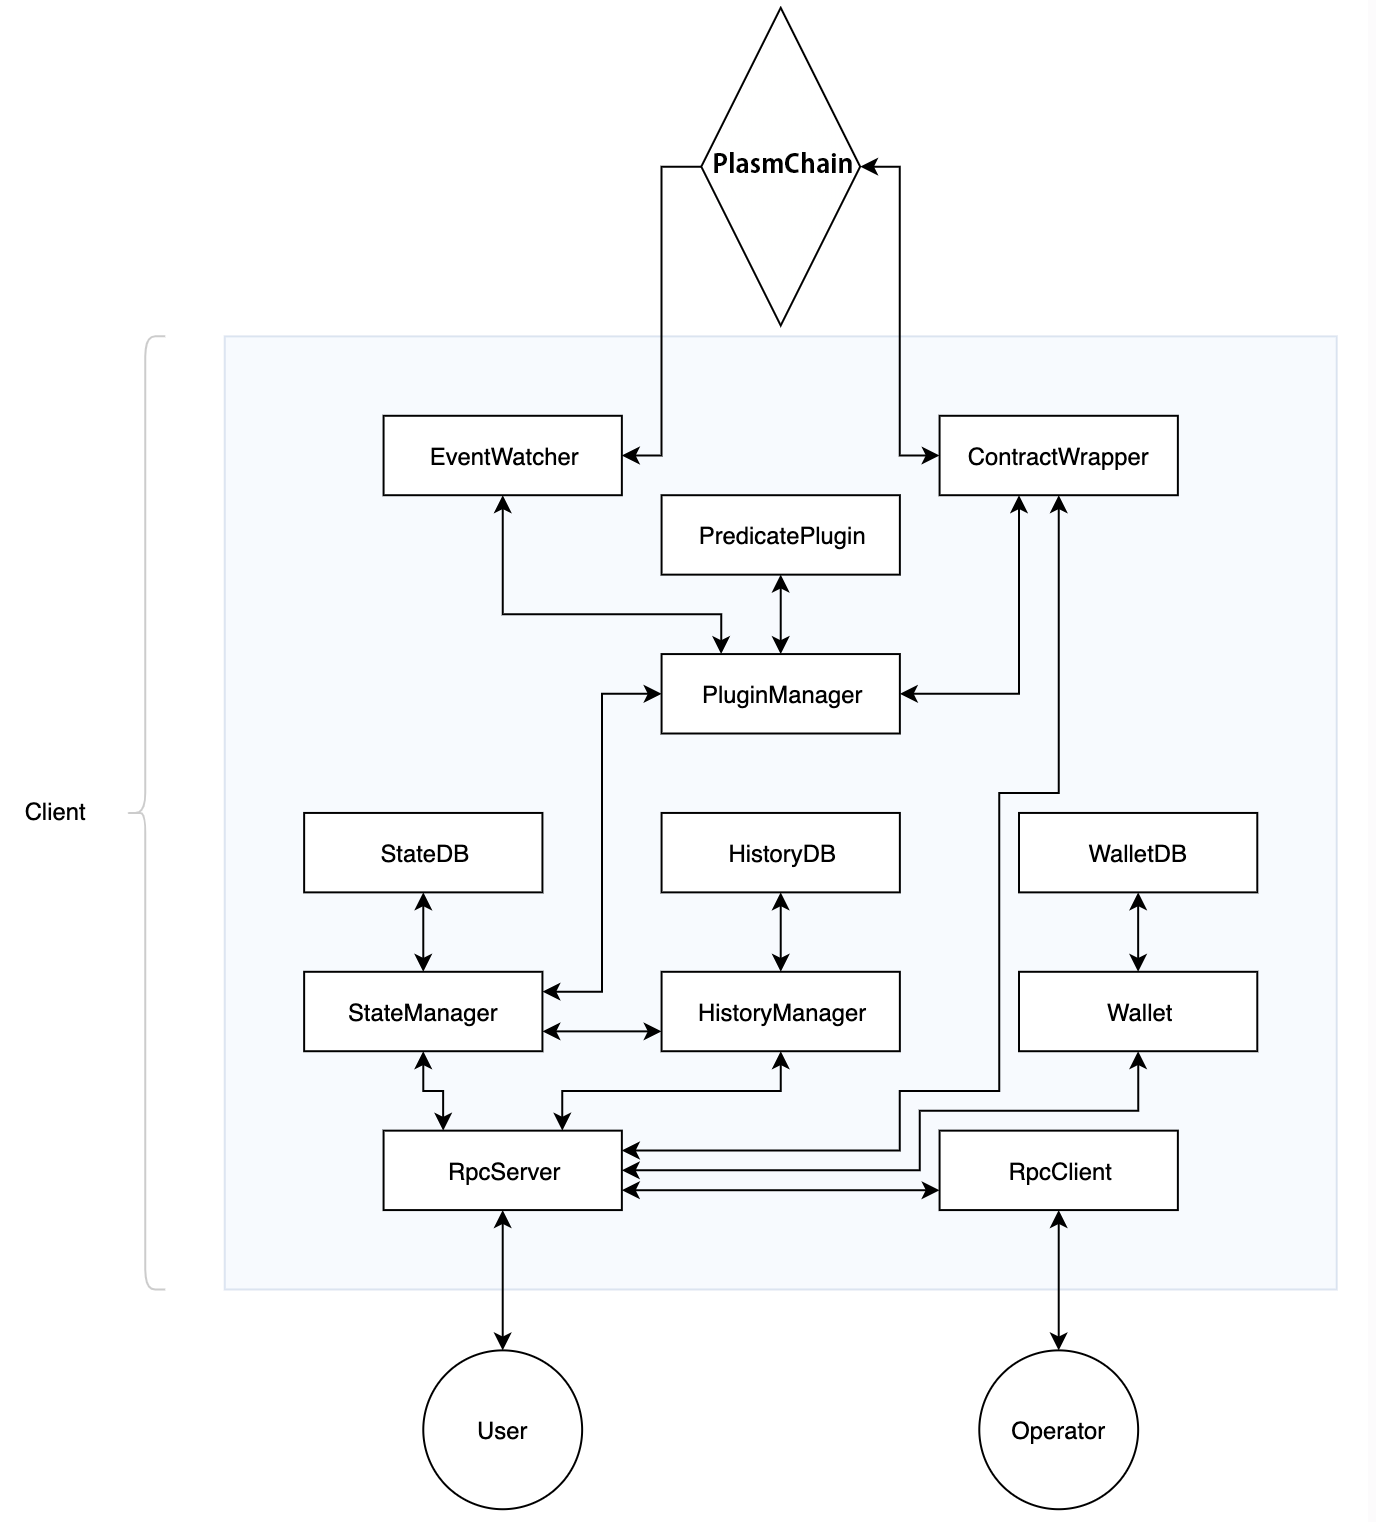 PlasmChain
EventWatcher
ContractWrapper
PredicatePlugin
PluginManager
Client
StateDB
HistoryDB
WalletDB
StateManager
HistoryManager
Wallet
RpcServer
RpcClient
User
Operator